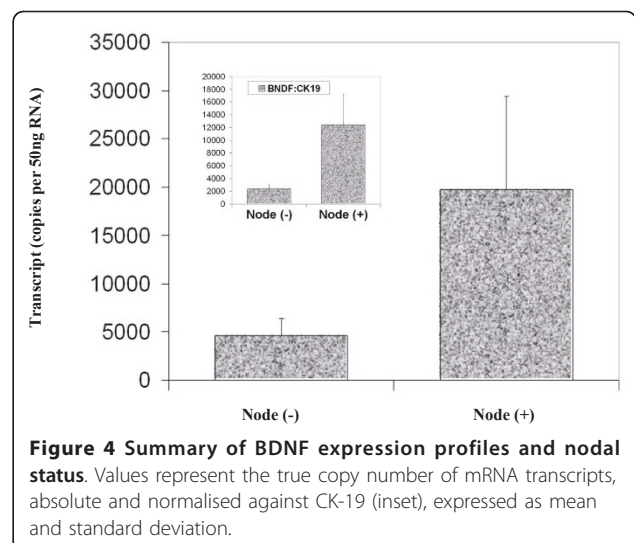 35000
30000
25000
20000
15000
10000
5000
0
Transcript (copies per 50ng RNA)
20000
18000
16000
14000
12000
10000
8000
6000
4000
2000
0
BNDF:CK19
Node (-) Node (+)
Node (-) Node (+)
Figure 4 Summary of BDNF expression profiles and nodal
status. Values represent the true copy number of mRNA transcripts,
absolute and normalised against CK-19 (inset), expressed as mean
and standard deviation.